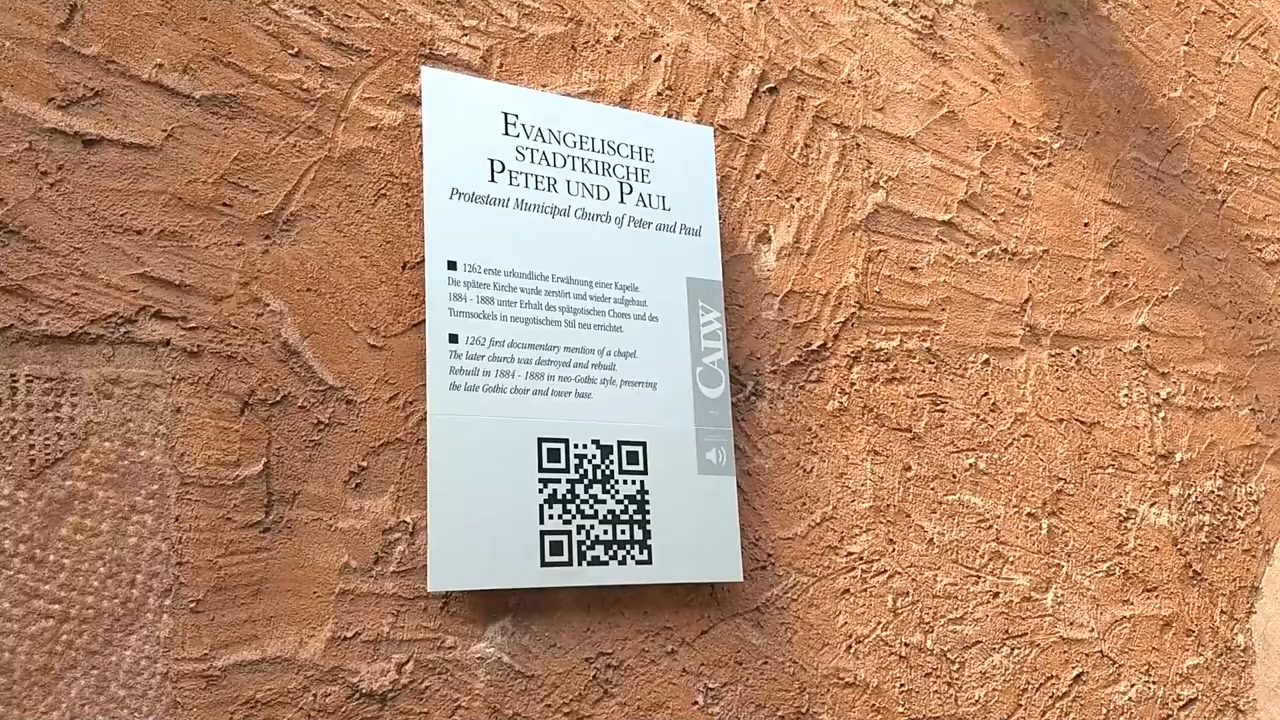 EVANGELISCHE
STADTKIRCHE
PETER UND PAUL
Protestant Municipal Church of Peter and Paul
1262 erste urkundliche Erwähnung einer Kapelle.
Die spätere Kirche wurde zerstört und wieder aufgebaut.
1884 - 1888 unter Erhalt des spätgotischen Chores und des
Turmsockels in neugotischem Stil neu errichtet.
1262 first documentary mention of a chapel.
The later church was destroyed and rebuilt.
Rebuilt in 1884 - 1888 in neo-Gothic style, preserving
the late Gothic choir and tower base.
CALW